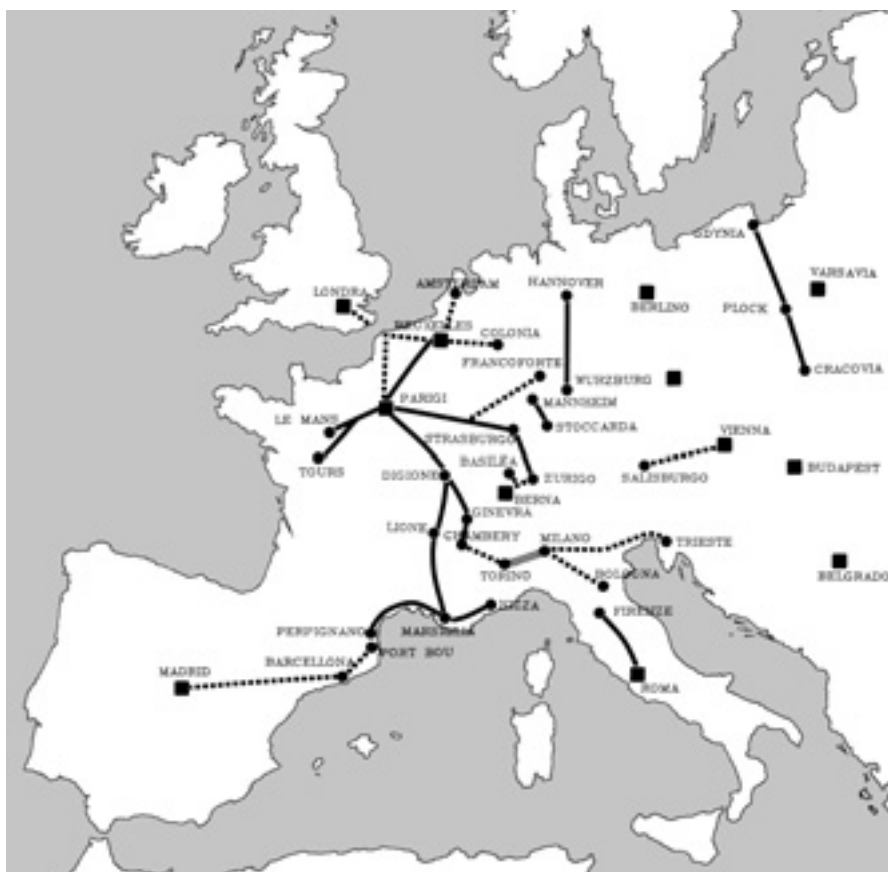 GDYNIA
VARSAVIA
AMSTERDAM
HANNOVER
LONDRA
BERLINO
PLOCK
BRUXELLES
COLONIA
FRANCOFORTE
CRACOVIA
WURZBURG
PARIGI
MANNHEIM
LE MANS
STOCCARDA
STRASBURGO
VIENNA
BASILEA
TOURS
DIGIONE
ZURIGO
SALISBURGO
BUDAPEST
BERNA
GINEVRA
LIONE
CHAMBERY
MILANO
TRIESTE
TORINO
BOLOGNA
BELGRADO
NIZZA
FIRENZE
PERPIGNANO
MARSIGLIA
PORT BOU
BARCELLONA
MADRID
ROMA